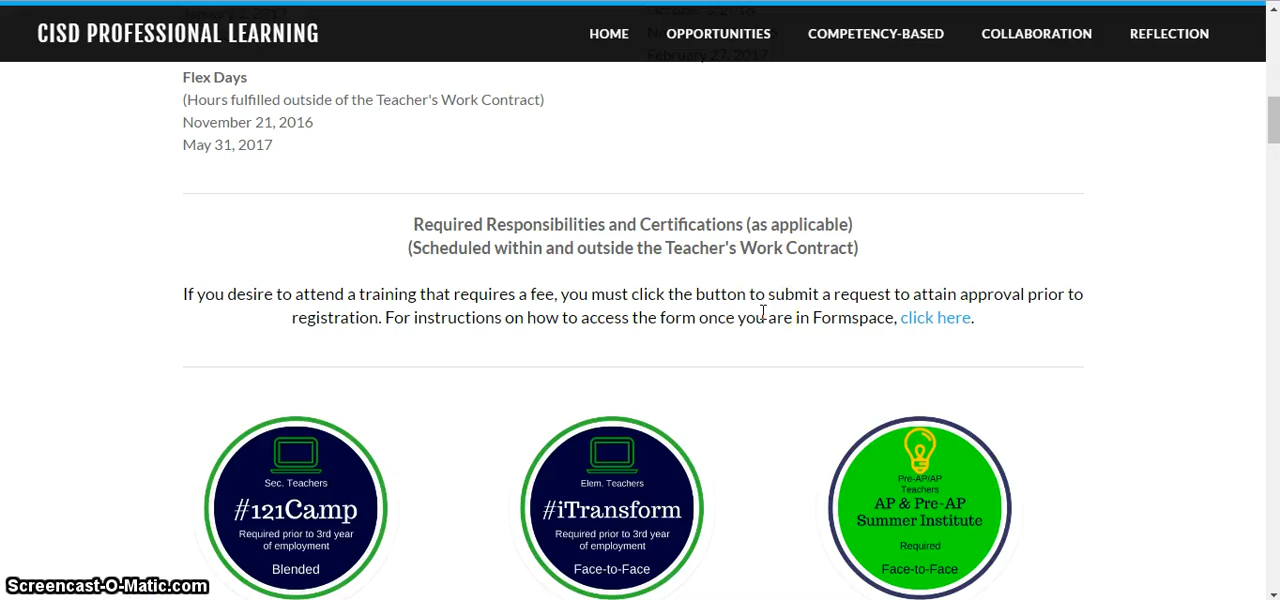 CISD PROFESSIONAL LEARNING
HOME OPPORTUNITIES COMPETENCY-BASED COLLABORATION REFLECTION
February 27, 2017
Flex Days
(Hours fulfilled outside of the Teacher's Work Contract)
November 21, 2016
May 31, 2017
Required Responsibilities and Certifications (as applicable)
(Scheduled within and outside the Teacher's Work Contract)
If you desire to attend a training that requires a fee, you must click the button to submit a request to attain approval prior to
registration. For instructions on how to access the form once you are in Formspace, click here.
Sec. Teachers
#121Camp
Required prior to 3rd year
of employment
Blended
Elem. Teachers
#iTransform
Required prior to 3rd year
of employment
Face-to-Face
Pre-AP/AP
Teachers
AP & Pre-AP
Summer Institute
Required
Face-to-Face
Screencast-O-Matic.com